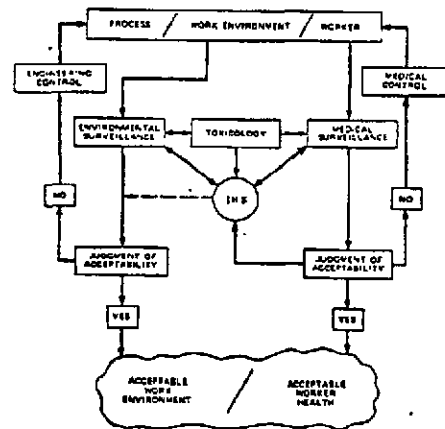 PROCESS / WORK ENVIRONMENT / WORKER
ENGINEERING
CONTROL
MEDICAL
CONTROL
ENVIRONMENTAL
SURVEILLANCE
TOXICOLOGY
MEDICAL
SURVEILLANCE
NO
NO
JUDGMENT OF
ACCEPTABILITY
JUDGMENT OF
ACCEPTABILITY
YES
YES
ACCEPTABLE
WORK
ENVIRONMENT
/
ACCEPTABLE
WORKER
HEALTH